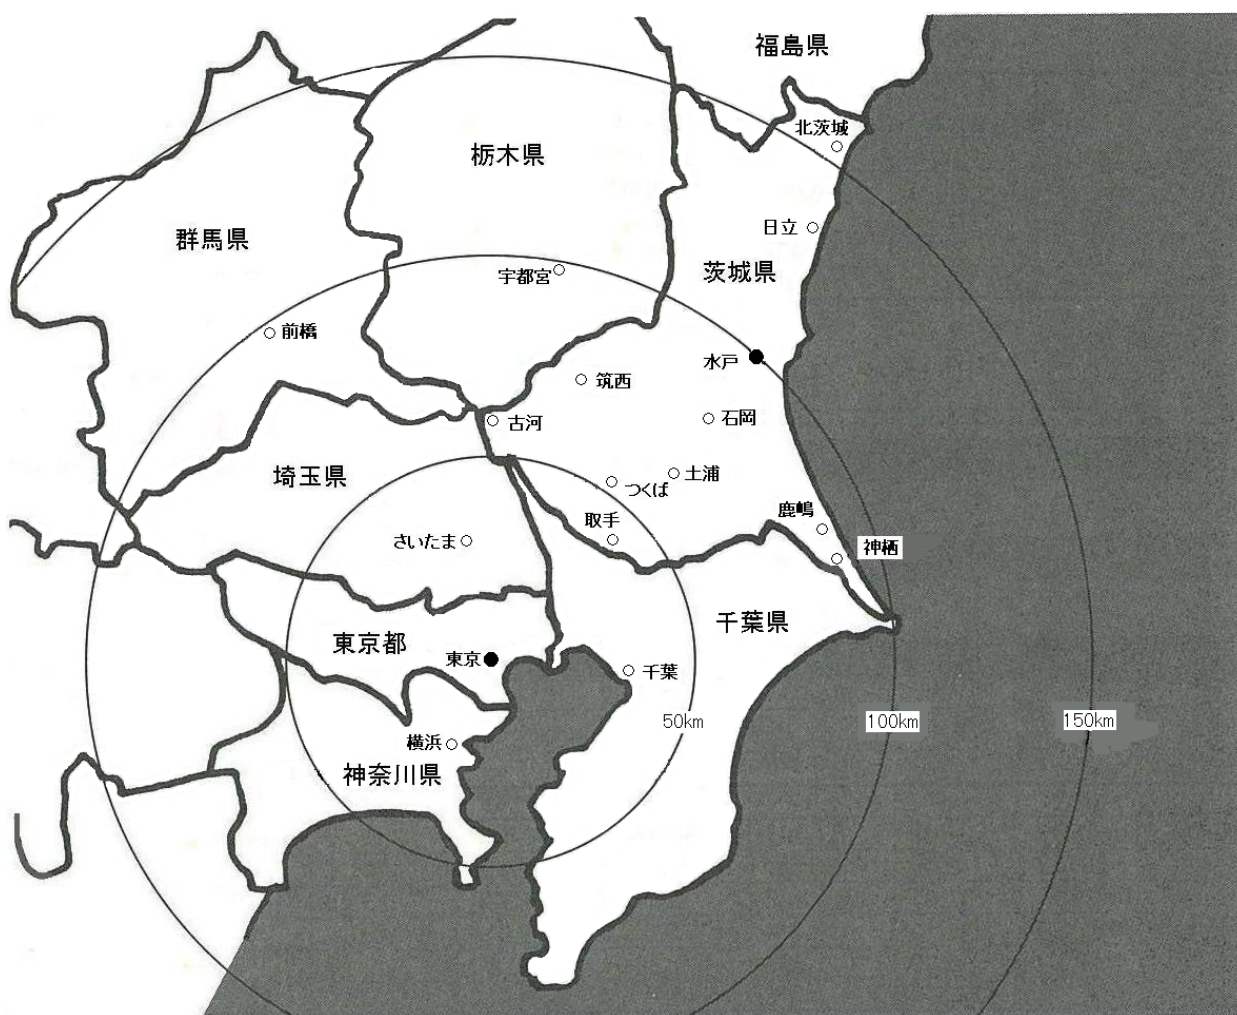 福島県
北茨城
栃木県
日立
群馬県
茨城県
宇都宮
前橋
水戸
筑西
石岡
古河
埼玉県
土浦
つくば
鹿嶋
取手
さいたま
神栖
千葉県
東京都
東京
千葉
50km
100km
150km
横浜
神奈川県